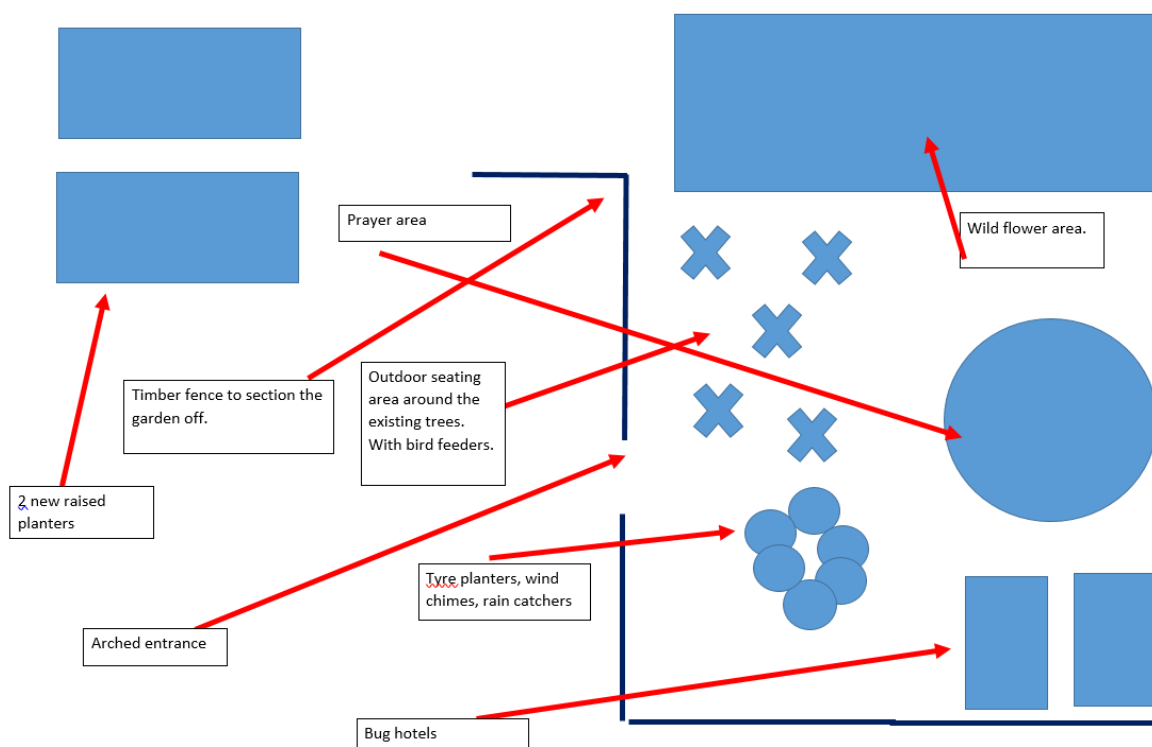 Prayer area
Wild flower area.
Timber fence to section the
garden off.
Outdoor seating
area around the
existing trees.
With bird feeders.
2 new raised
planters
Tyre planters, wind
chimes, rain catchers
Arched entrance
Bug hotels